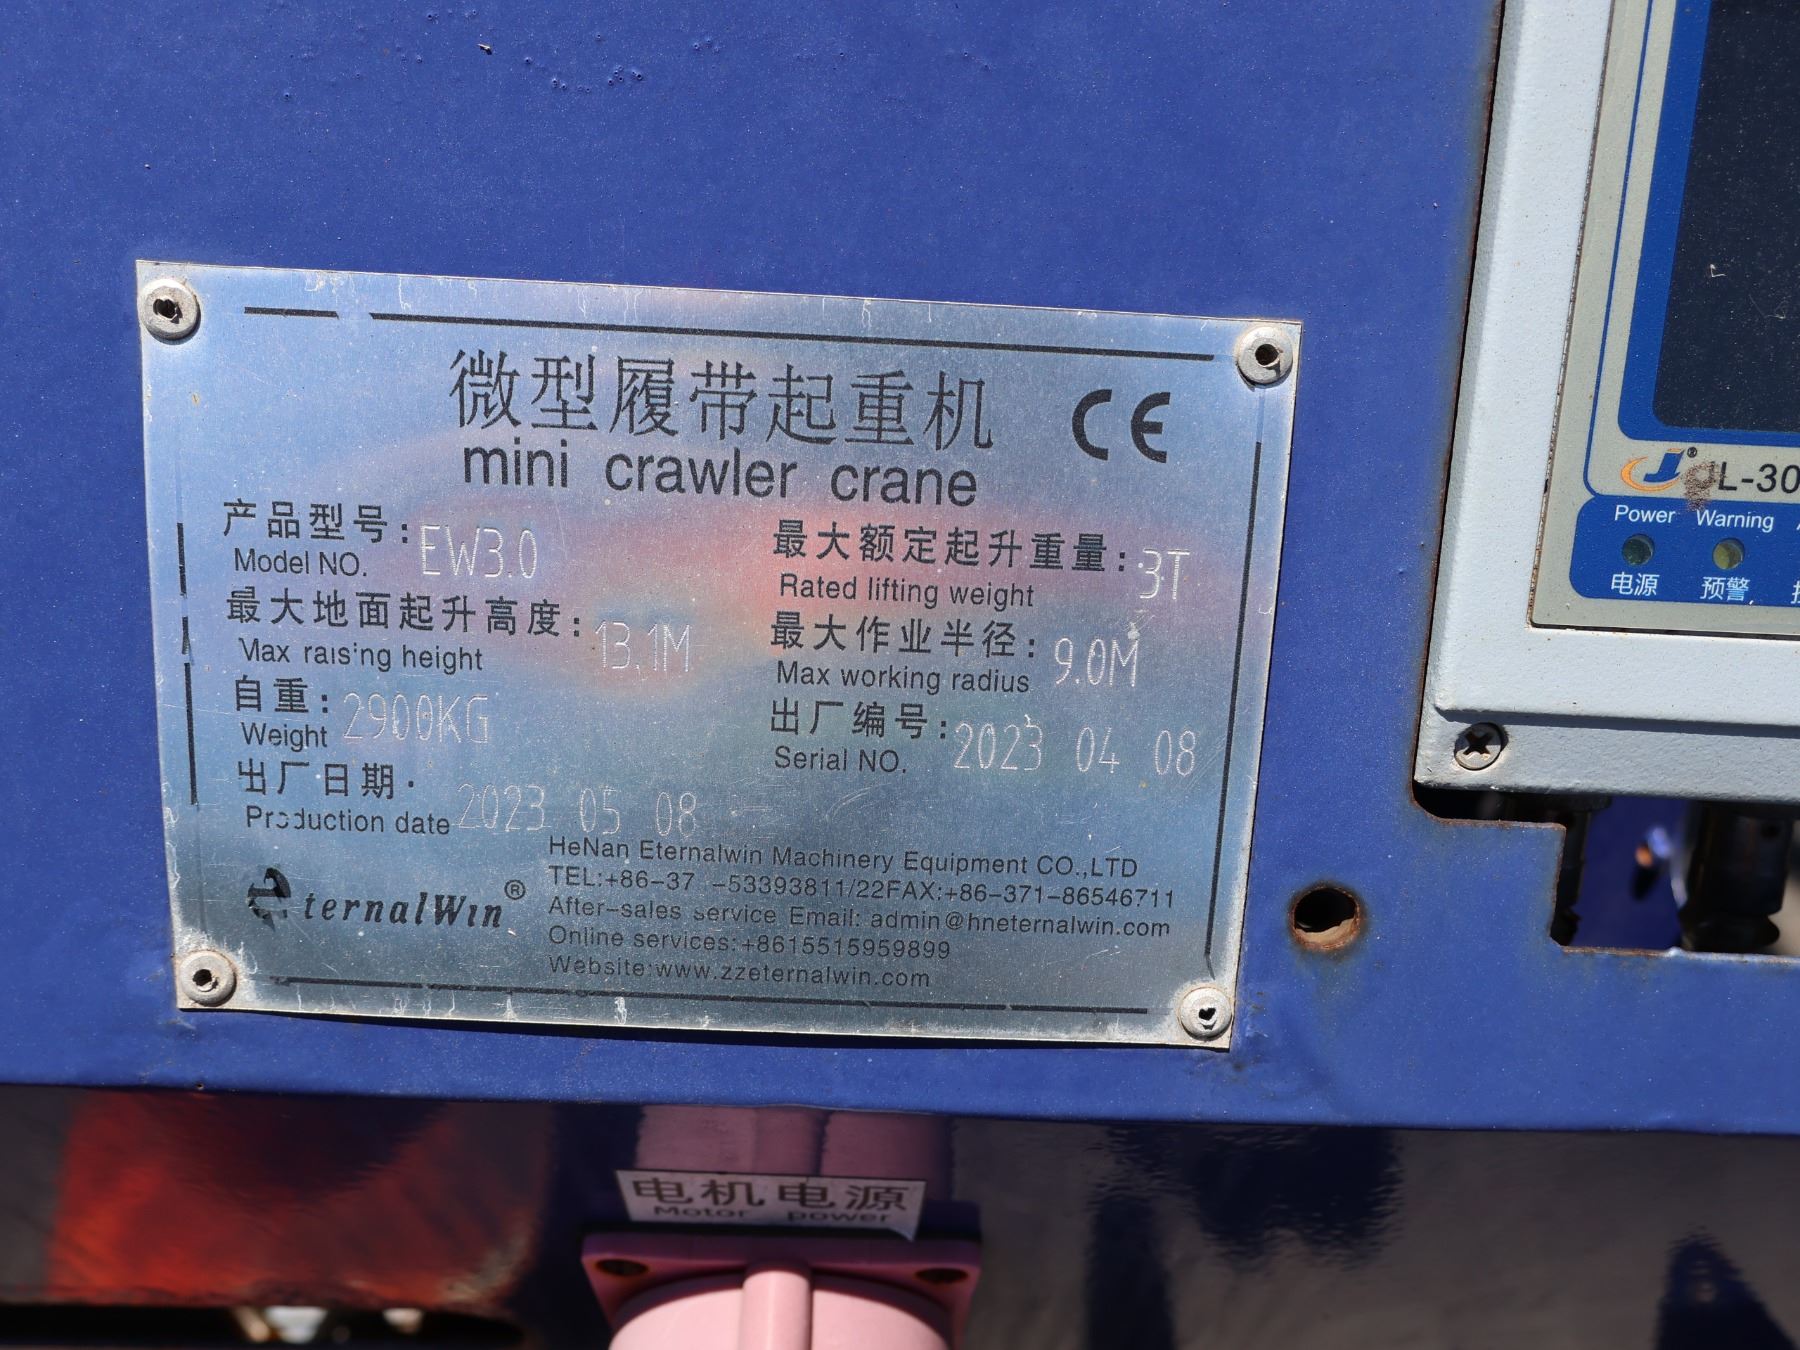 微型履带起重机 CE
mini crawler crane
产品型号: EW3.0
Model NO.
最大额定起升重量: 3T
Rated lifting weight
最大地面起升高度: 13.1M
Max raising height
最大作业半径: 9.0M
Max working radius
自重: 2900KG
Weight
出厂编号: 2023 04 08
Serial NO.
出厂日期: 2023 05 08
Production date
eternalWin®
HeNan Eternalwin Machinery Equipment CO.,LTD
TEL:+86-37 -53393811/22FAX:+86-371-86546711
After-sales service Email: admin@hneternalwin.com
Online services:+8615515959899
Website:www.zzeternalwin.com
JL-30
Power Warning
电源 预警
电机电源
Motor power